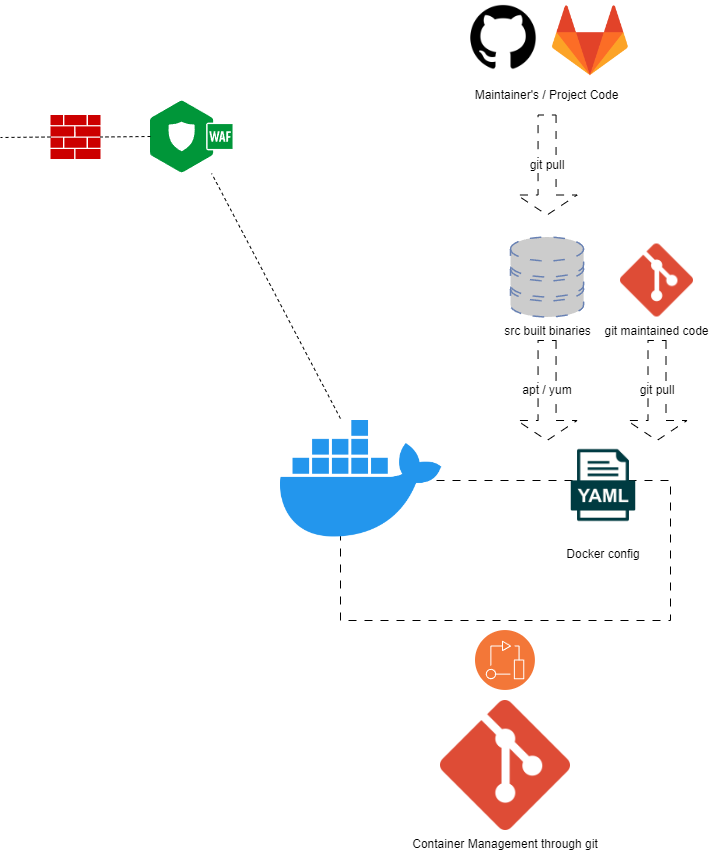 Maintainer's / Project Code
WAF
git pull
src built binaries
git maintained code
apt / yum
git pull
YAML
Docker config
Container Management through git